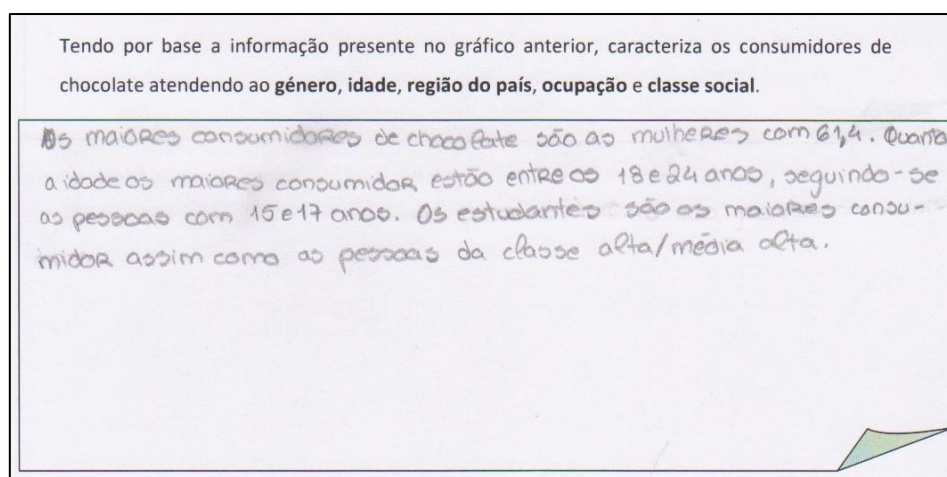 Tendo por base a informação presente no gráfico anterior, caracteriza os consumidores de
chocolate atendendo ao género, idade, região do país, ocupação e classe social.
Os maiores consumidores de chocolate são as mulheres com 61,4. Quanto
a idade os maiores consumidor estão entre os 18 e 24 anos, seguindo-se
as pessoas com 15 e 17 anos. Os estudantes são os maiores consu-
midor assim como as pessoas da classe alta/média alta.